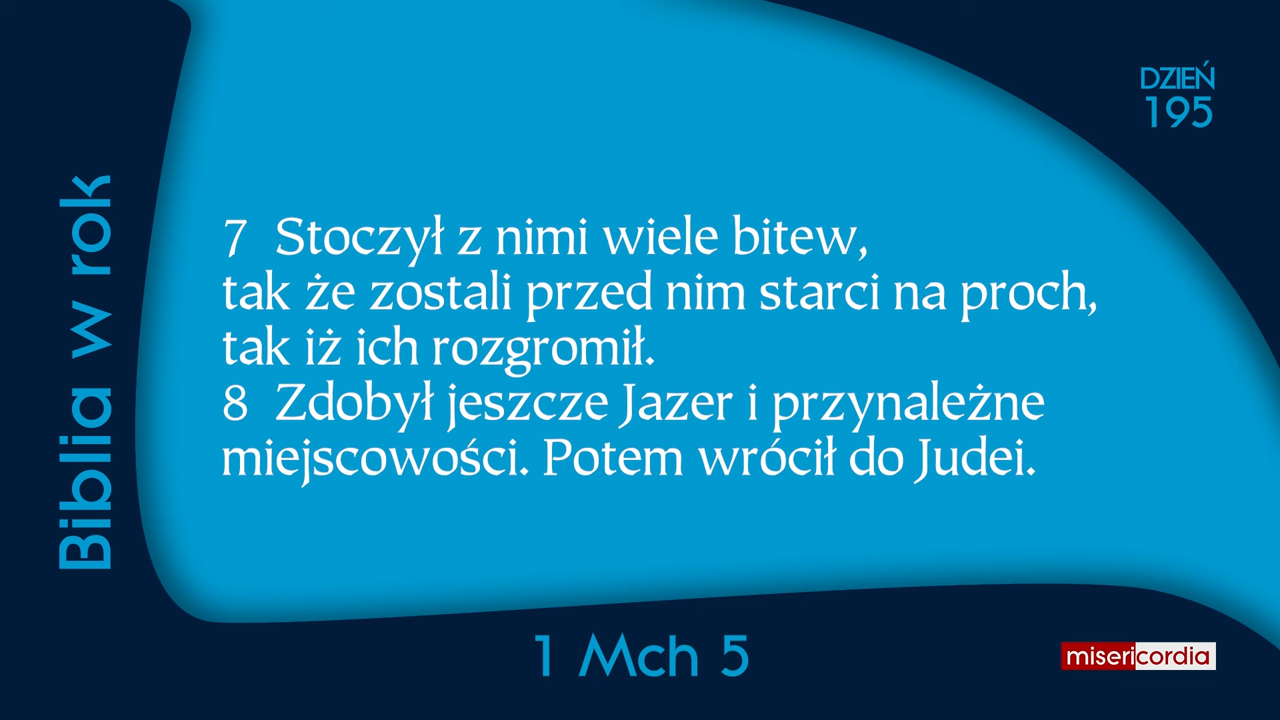 DZIEŃ
195
Biblia w rok
7 Stoczył z nimi wiele bitew,
tak że zostali przed nim starci na proch,
tak iż ich rozgromił.
8 Zdobył jeszcze Jazer i przynależne
miejscowości. Potem wrócił do Judei.
1 Mch 5
misericordia